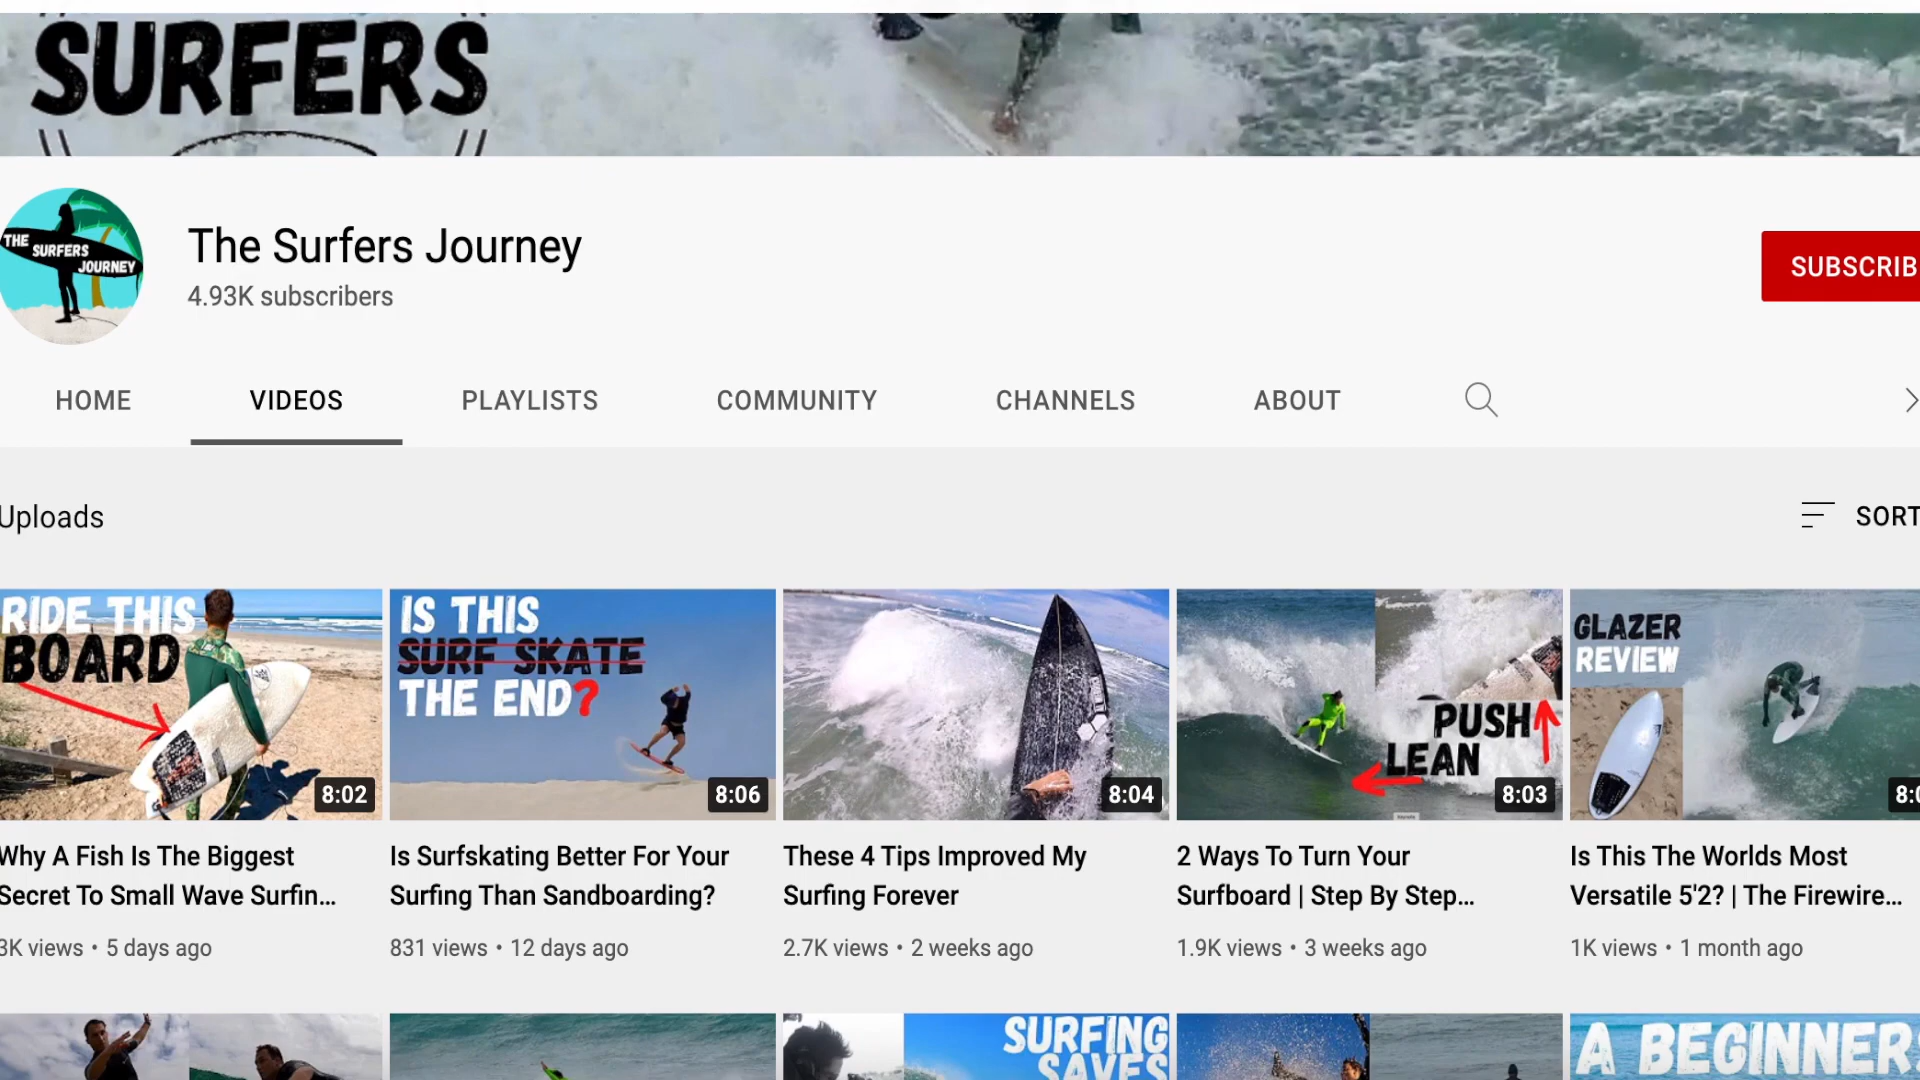 SURFERS
THE
SURFERS
JOURNEY
The Surfers Journey
4.93K subscribers
SUBSCRIB
HOME
VIDEOS
PLAYLISTS
COMMUNITY
CHANNELS
ABOUT
Uploads
SORT
RIDE THIS
BOARD
8:02
IS THIS
SURF SKATE
THE END?
8:06
8:04
PUSH
LEAN
8:03
GLAZER
REVIEW
8:0
Why A Fish Is The Biggest
Secret To Small Wave Surfin...
3K views • 5 days ago
Is Surfskating Better For Your
Surfing Than Sandboarding?
831 views • 12 days ago
These 4 Tips Improved My
Surfing Forever
2.7K views • 2 weeks ago
2 Ways To Turn Your
Surfboard | Step By Step...
1.9K views • 3 weeks ago
Is This The Worlds Most
Versatile 5'2? | The Firewire...
1K views • 1 month ago
SURFING
SAVES
A BEGINNER